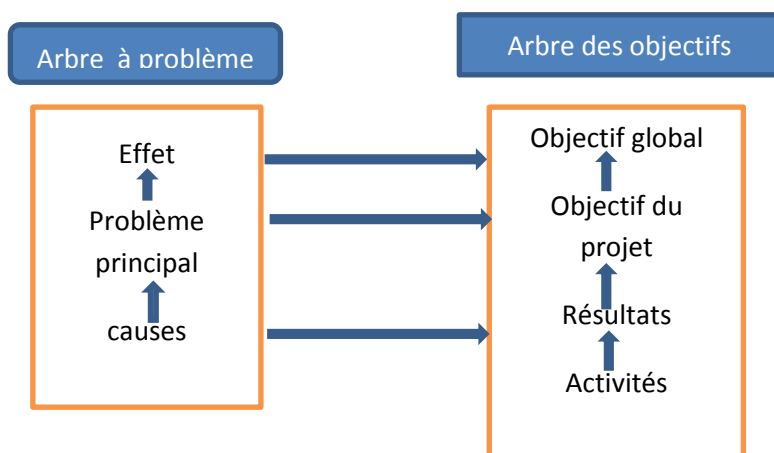 Arbre à problème
Arbre des objectifs
Effet
Problème
principal
causes
Objectif global
Objectif du
projet
Résultats
Activités